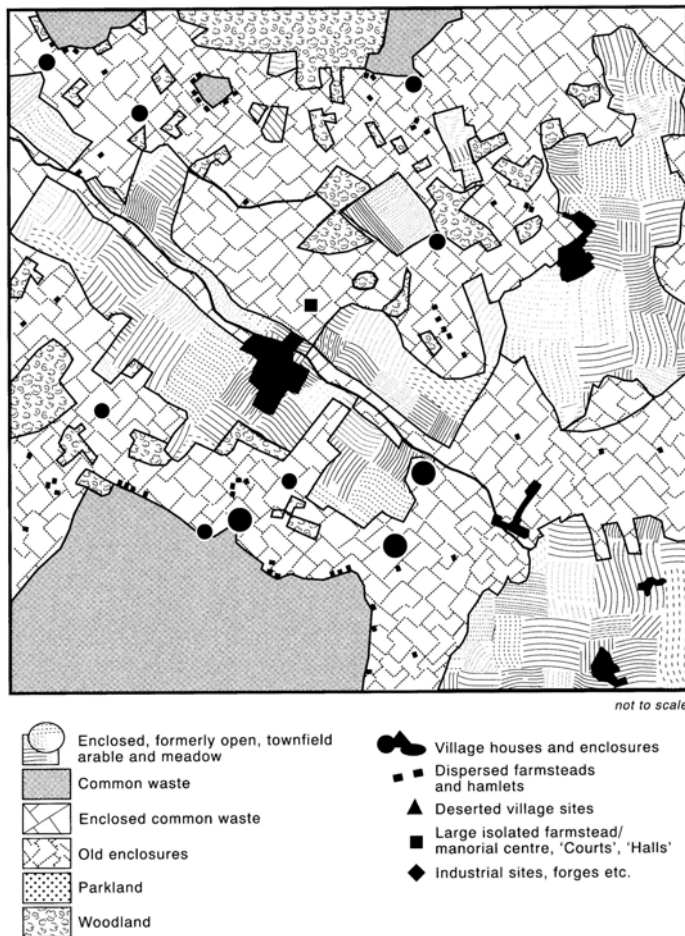 not to scale
Enclosed, formerly open, townfield
arable and meadow
Common waste
Enclosed common waste
Old enclosures
Parkland
Woodland
Village houses and enclosures
Dispersed farmsteads
and hamlets
Deserted village sites
Large isolated farmstead/
manorial centre, 'Courts', 'Halls'
Industrial sites, forges etc.